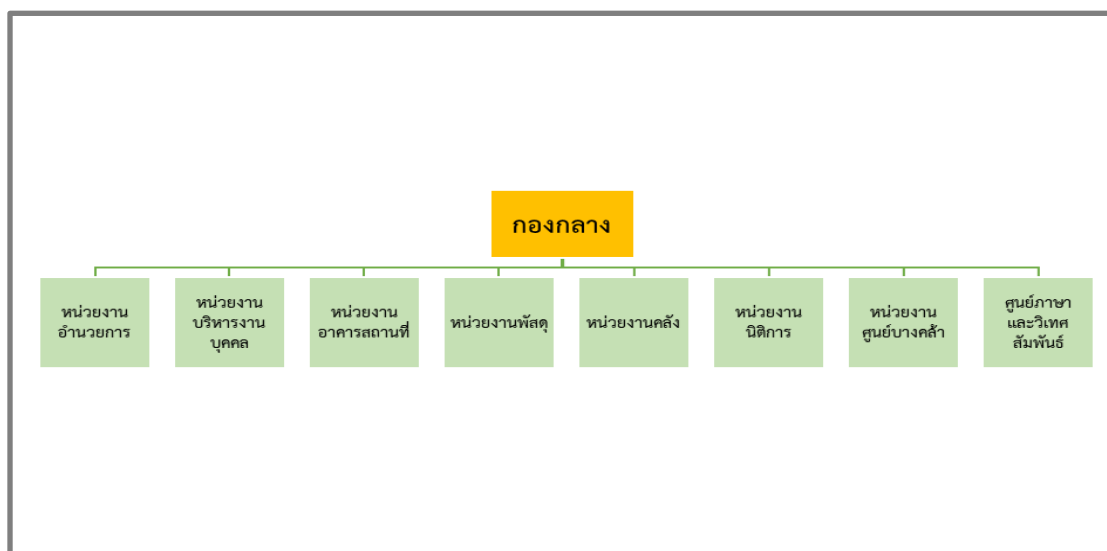 กองกลาง
หน่วยงาน
อำนวยการ
หน่วยงาน
บริหารงาน
บุคคล
หน่วยงาน
อาคารสถานที่
หน่วยงานพัสดุ
หน่วยงานคลัง
หน่วยงาน
นิติการ
หน่วยงาน
ศูนย์บางคล้า
ศูนย์ภาษา
และวิเทศ
สัมพันธ์